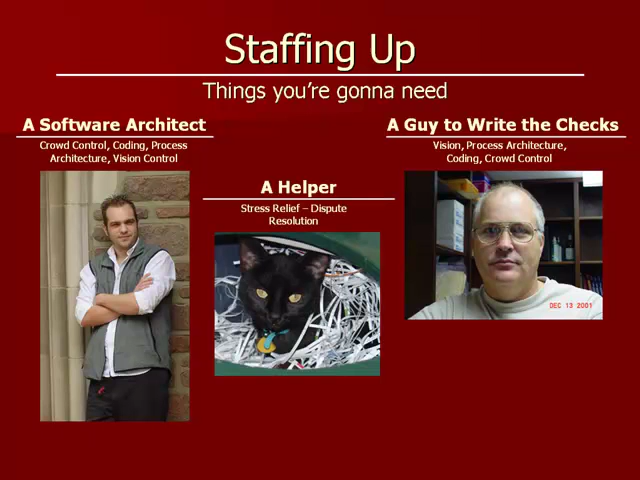 Staffing Up
Things you're gonna need
A Software Architect
Crowd Control, Coding, Process
Architecture, Vision Control
A Helper
Stress Relief – Dispute
Resolution
A Guy to Write the Checks
Vision, Process Architecture,
Coding, Crowd Control
DEC 13 2001